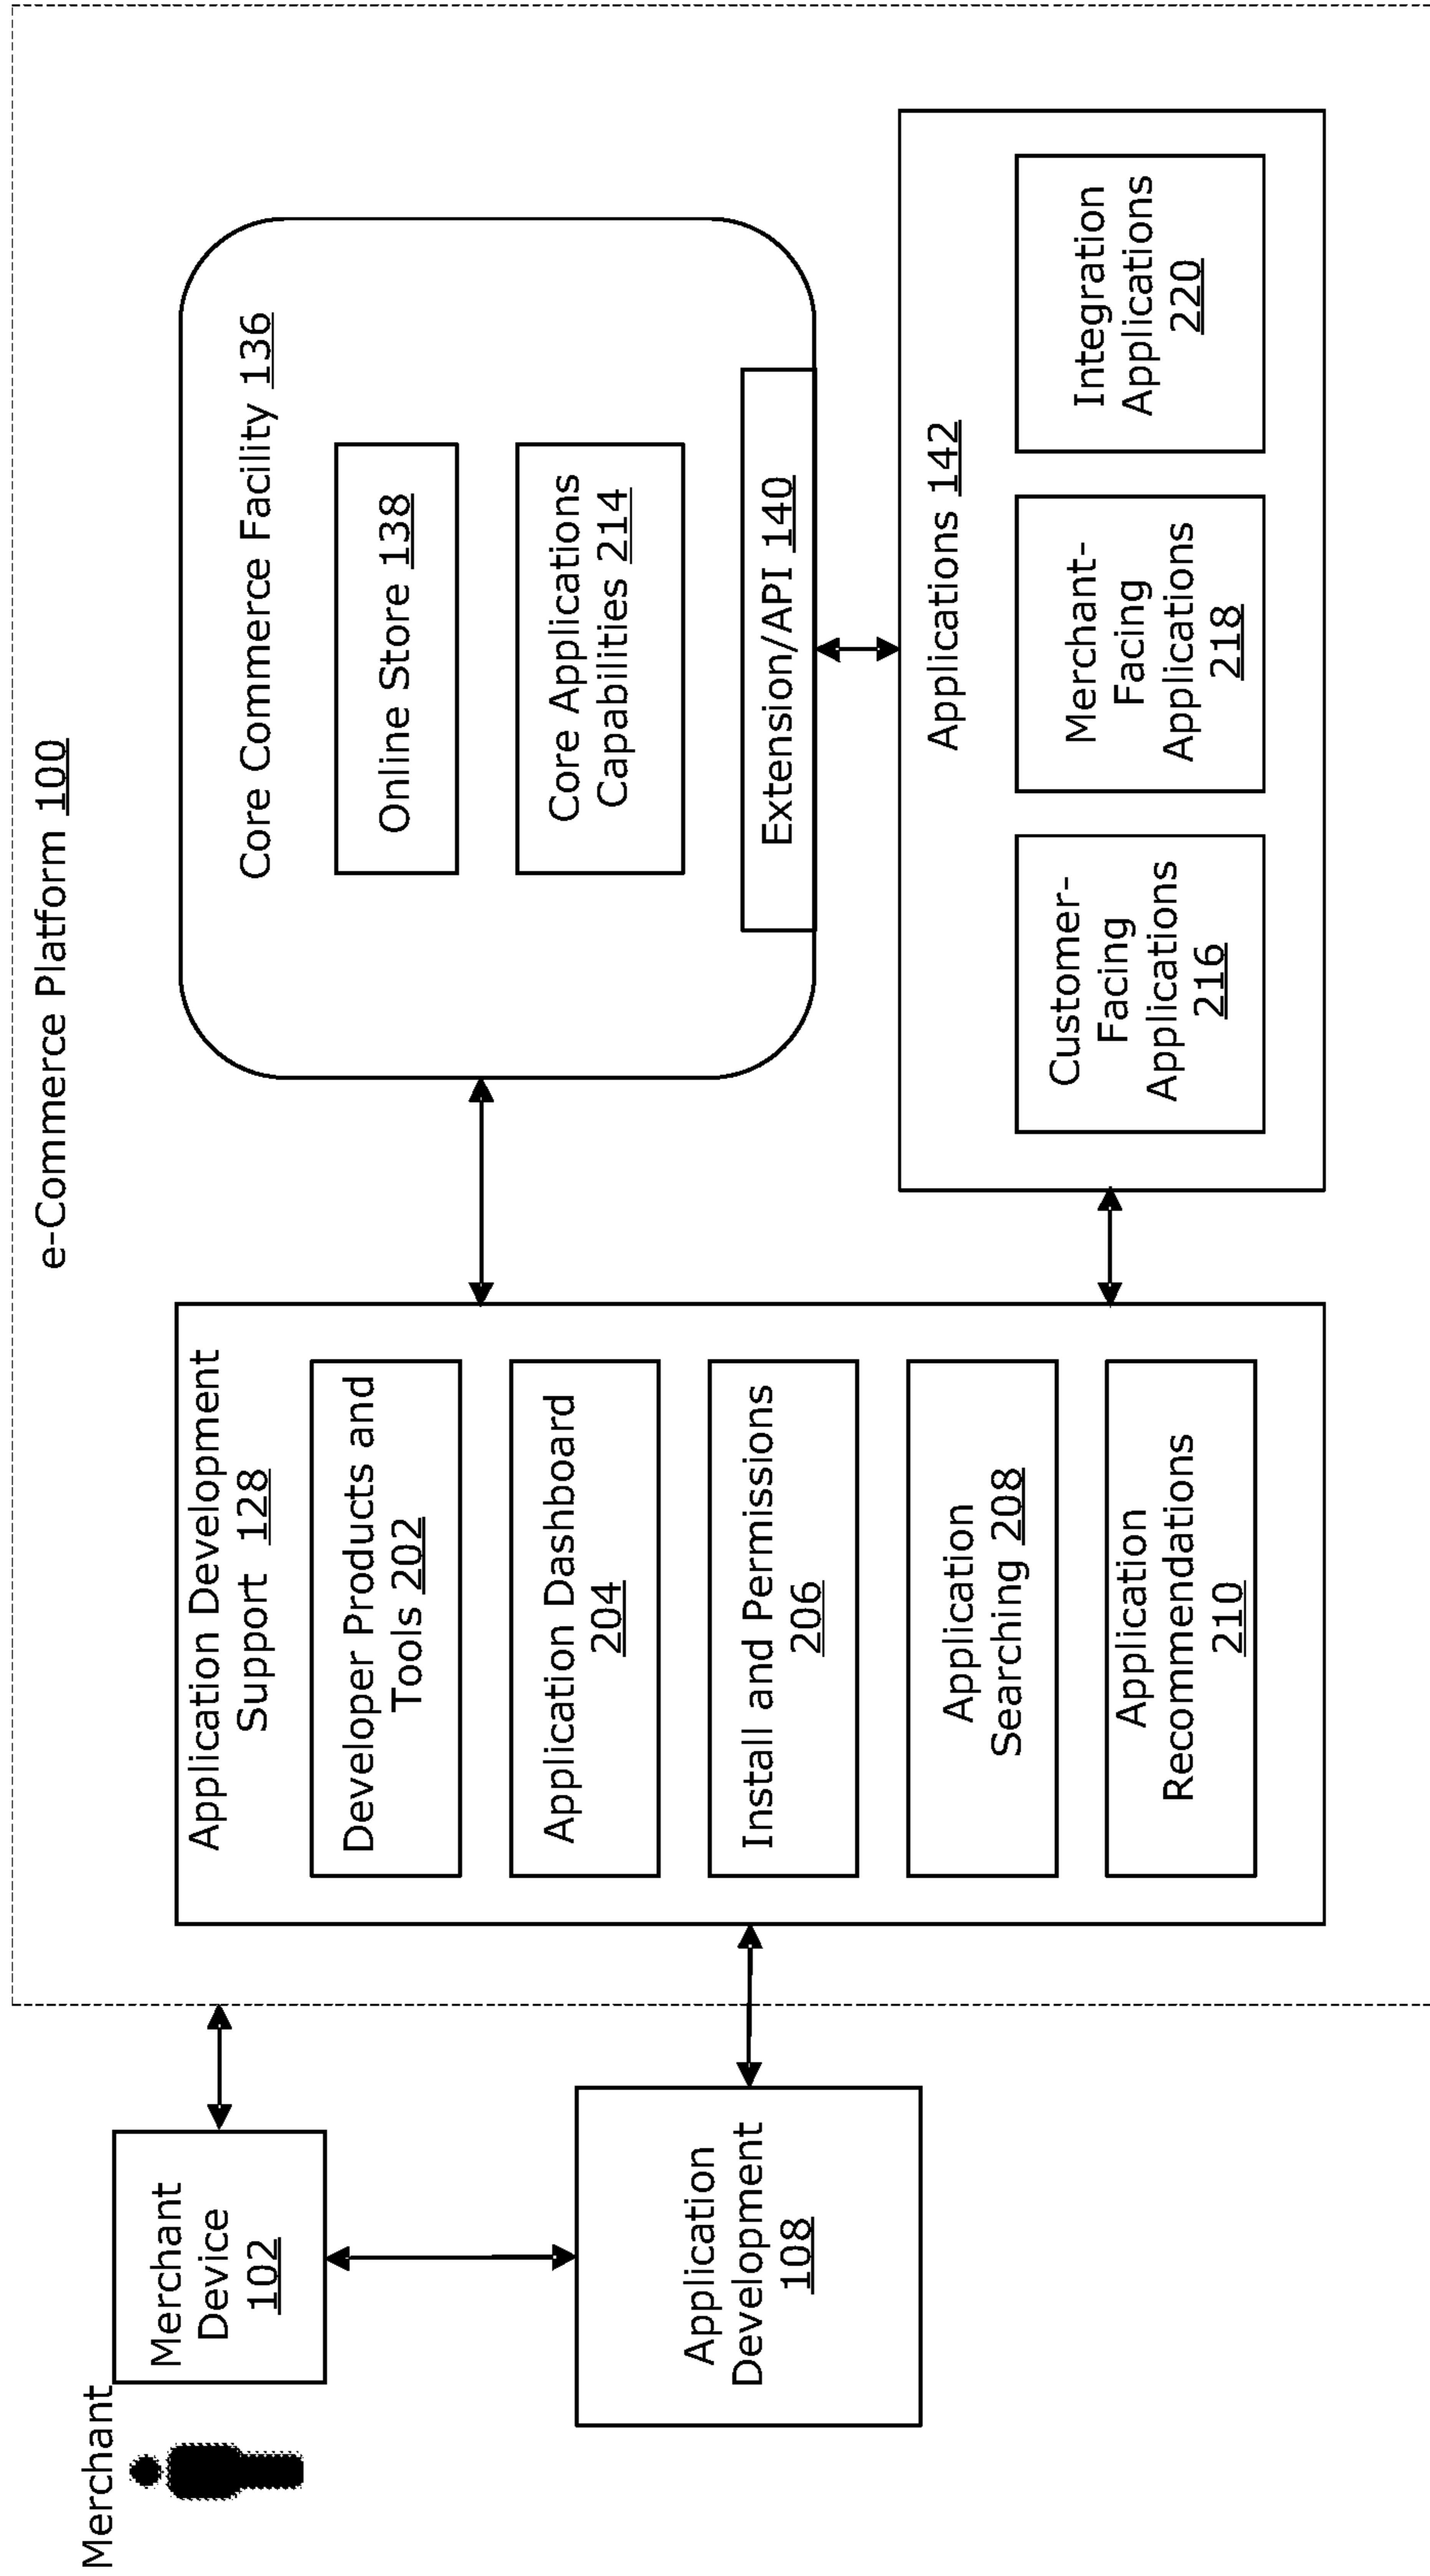 e-Commerce Platform 100
Merchant
Merchant
Device
102
Application
Development
108
Application Development
Support 128
Developer Products and
Tools 202
Application Dashboard
204
Install and Permissions
206
Application
Searching 208
Application
Recommendations
210
Core Commerce Facility 136
Online Store 138
Core Applications
Capabilities 214
Extension/API 140
Applications 142
Customer-
Facing
Applications
216
Merchant-
Facing
Applications
218
Integration
Applications
220